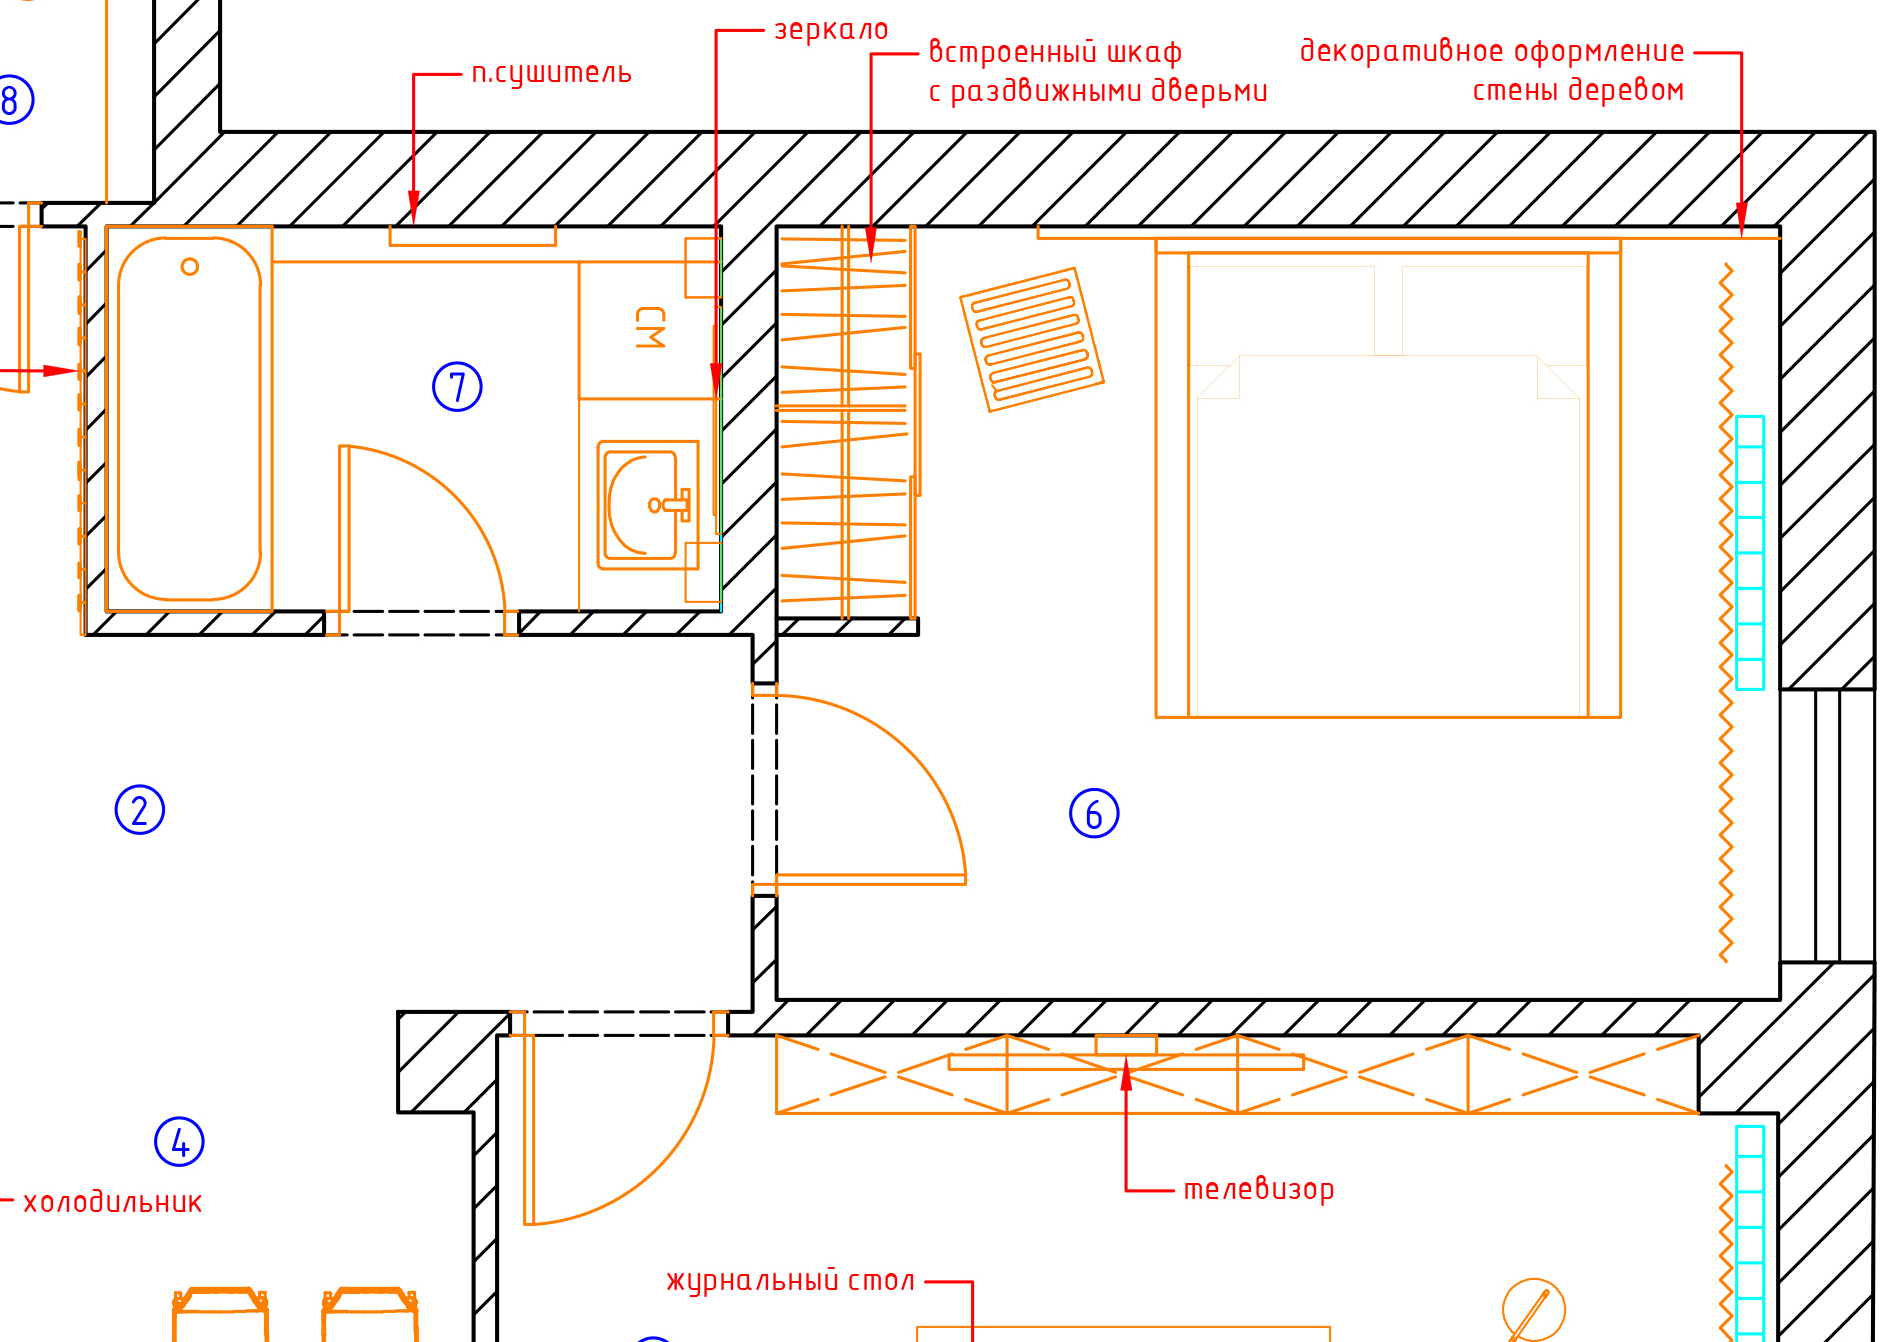 зеркало
встроенный шкаф
с раздвижными дверьми
декоративное оформление
стены деревом
п.сушитель
8
СМ
7
2
6
4
телевизор
холодильник
журнальный стол